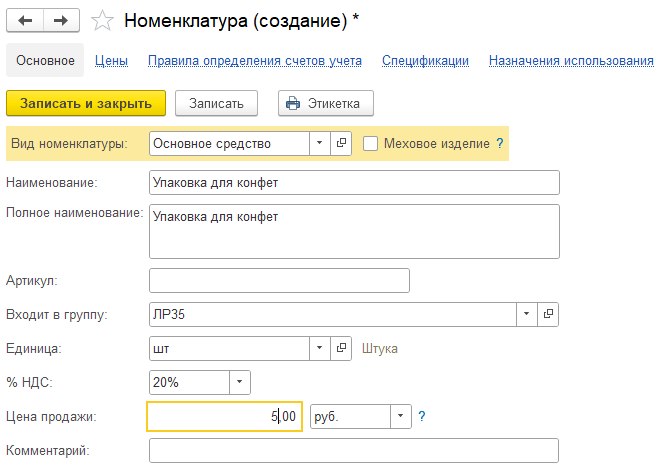 Номенклатура (создание) *
Основное Цены Правила определения счетов учета Спецификации Назначения использования
Записать и закрыть Записать Этикетка
Вид номенклатуры: Основное средство Меховое изделие ?
Наименование: Упаковка для конфет
Полное наименование: Упаковка для конфет
Артикул:
Входит в группу: ЛР35
Единица: шт Штука
% НДС: 20%
Цена продажи: 5,00 руб. ?
Комментарий: